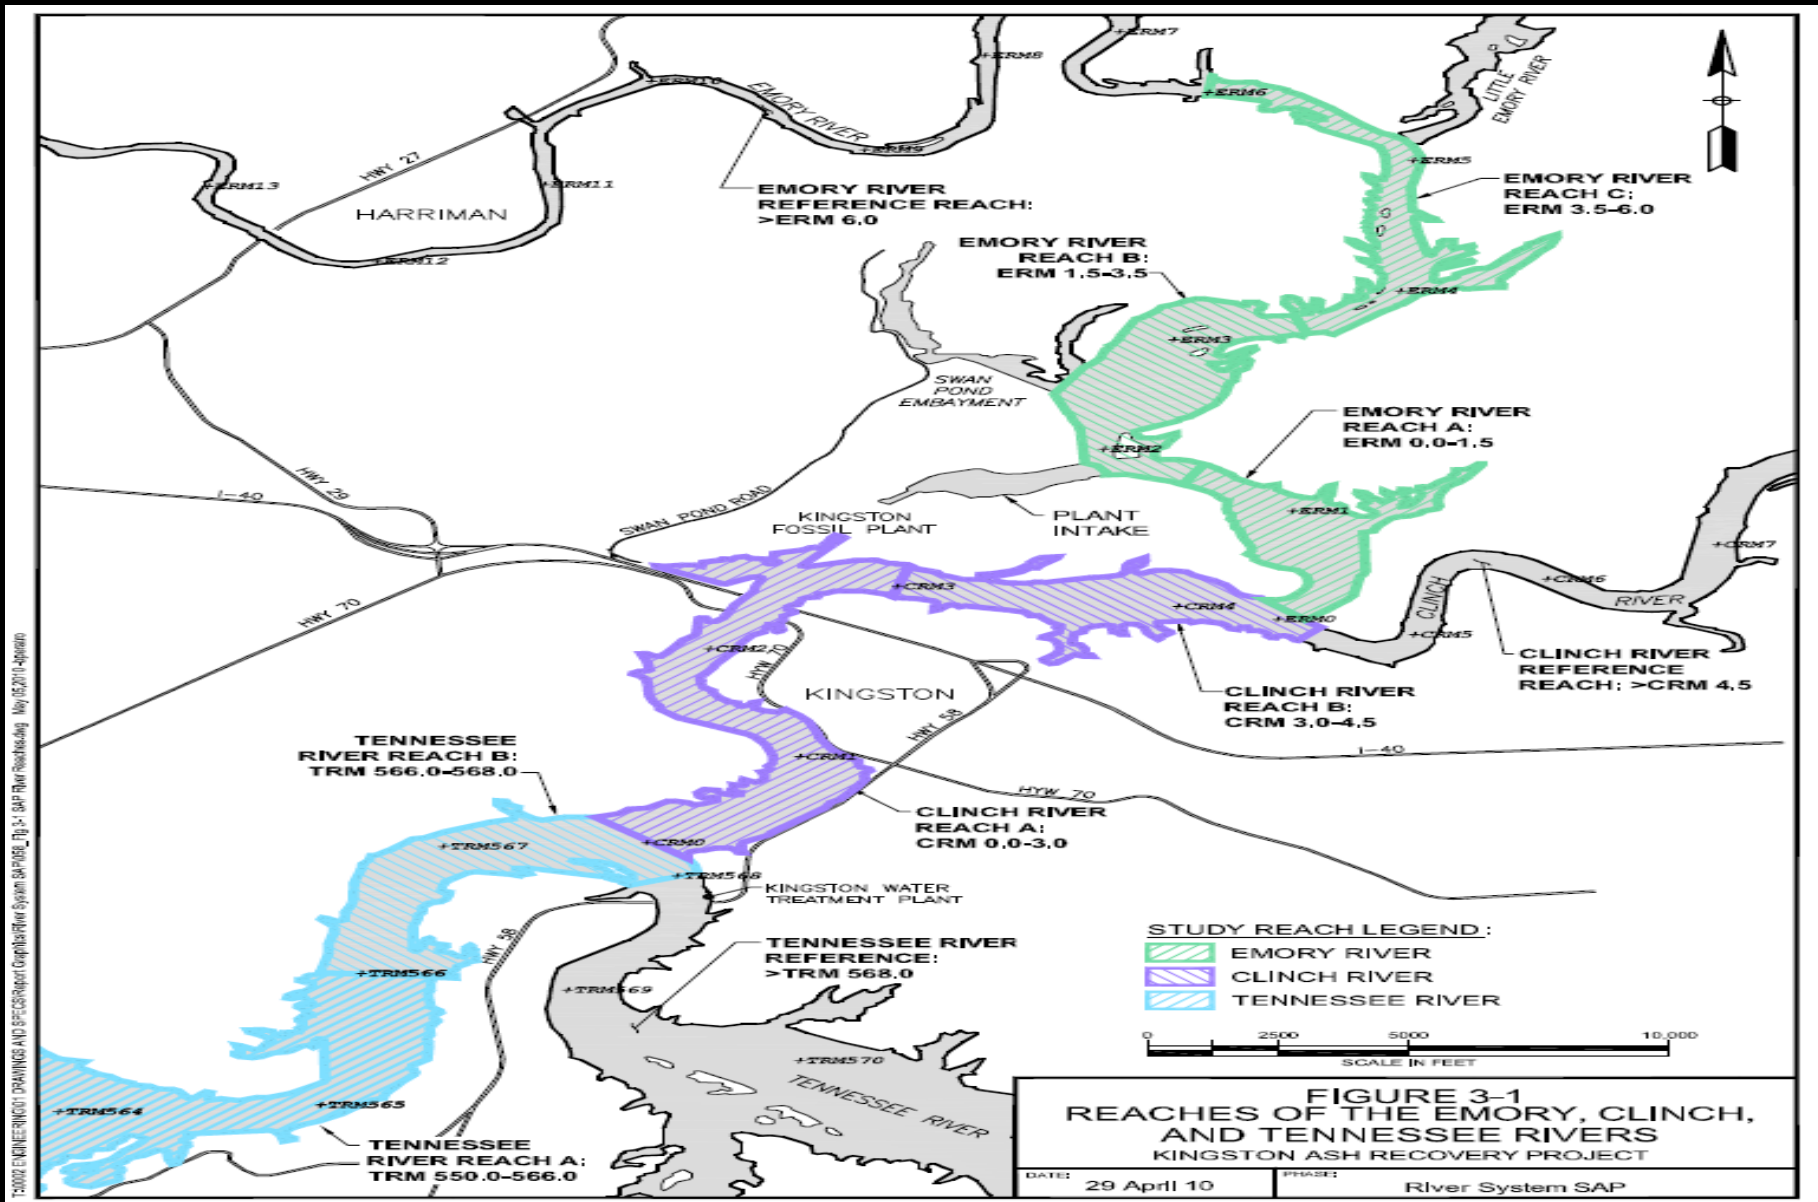 +ERM7
+ERM8
+ERM10
EMORY RIVER
+ERM6
LITTLE
EMORY RIVER
+ERM9
+ERM5
HWY 27
+ERM13
+ERM11
HARRIMAN
+ERM12
EMORY RIVER
REFERENCE REACH:
>ERM 6.0
EMORY RIVER
REACH C:
ERM 3.5-6.0
EMORY RIVER
REACH B:
ERM 1.5-3.5
+ERM4
+ERM3
SWAN
POND
EMBAYMENT
EMORY RIVER
REACH A:
ERM 0.0-1.5
+ERM2
HWY 29
I-40
SWAN POND ROAD
KINGSTON
FOSSIL PLANT
PLANT
INTAKE
+ERM1
+CRM7
+CRM3
+CRM4
+ERM0
CLINCH
RIVER
+CRM6
+CRM5
HWY 70
+CRM2
HWY 70
KINGSTON
HWY 58
CLINCH RIVER
REFERENCE
REACH: >CRM 4.5
CLINCH RIVER
REACH B:
CRM 3.0-4.5
I-40
TENNESSEE
RIVER REACH B:
TRM 566.0-568.0
+CRM1
HYW 70
CLINCH RIVER
REACH A:
CRM 0.0-3.0
+CRM0
+TRM567
+TRM568
KINGSTON WATER
TREATMENT PLANT
HWY 58
TENNESSEE RIVER
REFERENCE:
>TRM 568.0
+TRM566
+TRM569
+TRM570
TENNESSEE RIVER
+TRM564
+TRM565
TENNESSEE
RIVER REACH A:
TRM 550.0-566.0
STUDY REACH LEGEND:
EMORY RIVER
CLINCH RIVER
TENNESSEE RIVER
0 2500 5000 10,000
SCALE IN FEET
FIGURE 3-1
REACHES OF THE EMORY, CLINCH,
AND TENNESSEE RIVERS
KINGSTON ASH RECOVERY PROJECT
DATE:
29 April 10
PHASE:
River System SAP